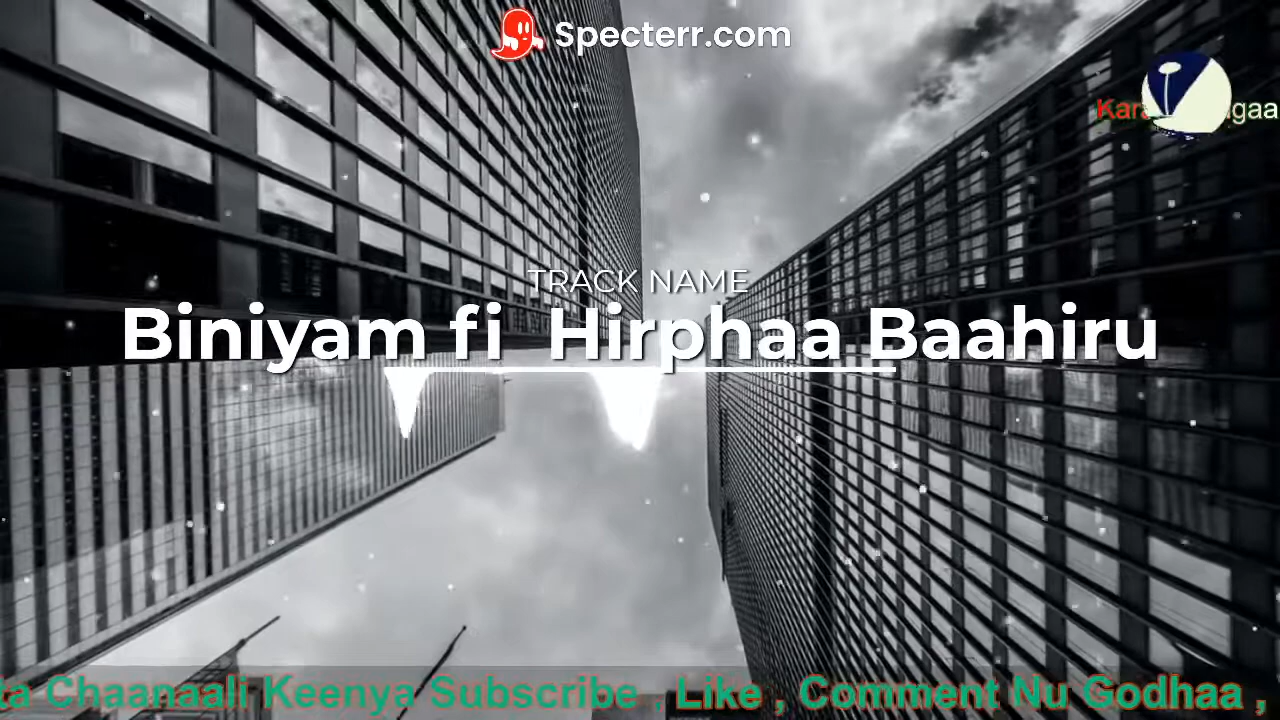 Specterr.com
TRACK NAME
Biniyam fi Hirphaa Baahiru
Chaanaali Keenya Subscribe , Like , Comment Nu Godhaa ,